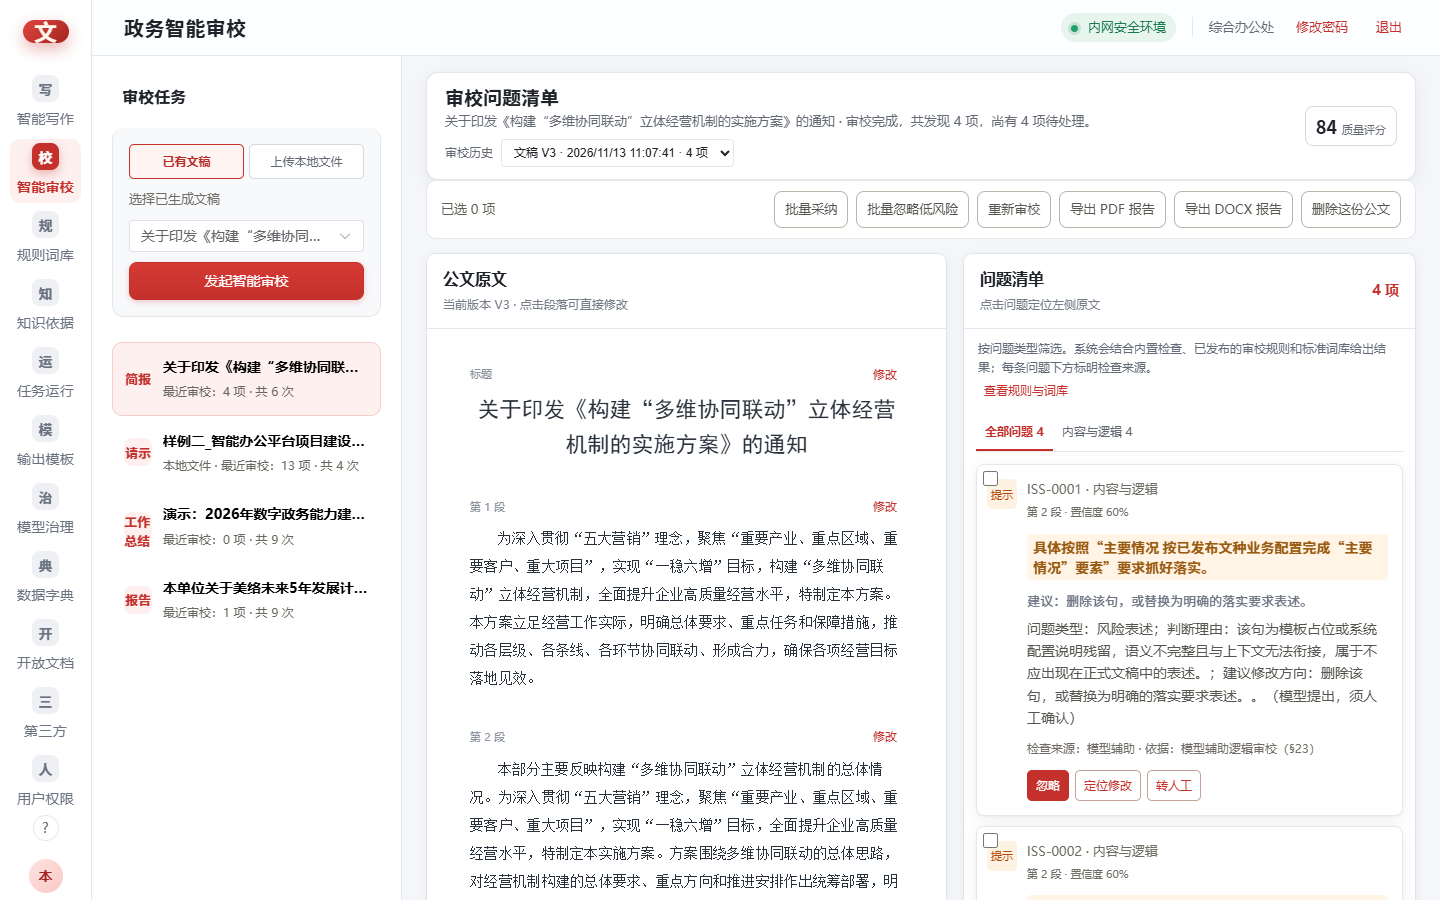 文
政务智能审校
内网安全环境
综合办公处
修改密码
退出
写
智能写作
校
智能审校
规
规则词库
知
知识依据
运
任务运行
模
输出模板
治
模型治理
典
数据字典
开
开放文档
三
第三方
人
用户权限
?
本
审校任务
已有文稿
上传本地文件
选择已生成文稿
关于印发《构建“多维协同...
发起智能审校
简报
关于印发《构建“多维协同联...
最近审校：4 项 · 共 6 次
请示
样例二_智能办公平台项目建设...
本地文件 · 最近审校：13 项 · 共 4 次
工作
总结
演示：2026年数字政务能力建...
最近审校：0 项 · 共 9 次
报告
本单位关于美络未来5年发展计...
最近审校：1 项 · 共 9 次
审校问题清单
关于印发《构建“多维协同联动”立体经营机制的实施方案》的通知 · 审校完成，共发现 4 项，尚有 4 项待处理。
审校历史
文稿 V3 · 2026/11/13 11:07:41 · 4 项
84 质量评分
已选 0 项
批量采纳
批量忽略低风险
重新审校
导出 PDF 报告
导出 DOCX 报告
删除这份公文
公文原文
当前版本 V3 · 点击段落可直接修改
标题
修改
关于印发《构建“多维协同联动”立体经营
机制的实施方案》的通知
第 1 段
修改
为深入贯彻“五大营销”理念，聚焦“重要产业、重点区域、重
要客户、重大项目”，实现“一稳六增”目标，构建“多维协同联
动”立体经营机制，全面提升企业高质量经营水平，特制定本方案。
本方案立足经营工作实际，明确总体要求、重点任务和保障措施，推
动各层级、各条线、各环节协同联动、形成合力，确保各项经营目标
落地见效。
第 2 段
修改
本部分主要反映构建“多维协同联动”立体经营机制的总体情
况。为深入贯彻“五大营销”理念，聚焦“重要产业、重点区域、重
要客户、重大项目”，实现“一稳六增”目标，全面提升企业高质量
经营水平，特制定本实施方案。方案围绕多维协同联动的总体思路，
对经营机制构建的总体要求、重点方向和推进安排作出统筹部署，明
问题清单
点击问题定位左侧原文
4 项
按问题类型筛选。系统会结合内置检查、已发布的审校规则和标准词库给出结
果；每条问题下方标明检查来源。
查看规则与词库
全部问题 4
内容与逻辑 4
提示
ISS-0001 · 内容与逻辑
第 2 段 · 置信度 60%
具体按照“主要情况 按已发布文种业务配置完成“主要
情况”要素”要求抓好落实。
建议：删除该句，或替换为明确的落实要求表述。
问题类型：风险表述；判断理由：该句为模板占位或系统
配置说明残留，语义不完整且与上下文无法衔接，属于不
应出现在正式文稿中的表述。；建议修改方向：删除该
句，或替换为明确的落实要求表述。。（模型提出，须人
工确认）
检查来源：模型辅助 · 依据：模型辅助逻辑审校（§23）
忽略
定位修改
转人工
提示
ISS-0002 · 内容与逻辑
第 2 段 · 置信度 60%